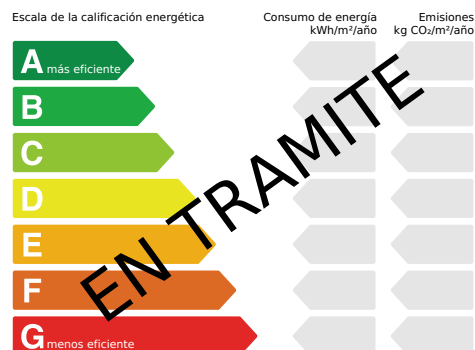 Escala de la calificación energética
Consumo de energía
kWh/m²/año
Emisiones
kg CO₂/m²/año
A más eficiente
B
C
D
E
F
G menos eficiente
EN TRAMITE